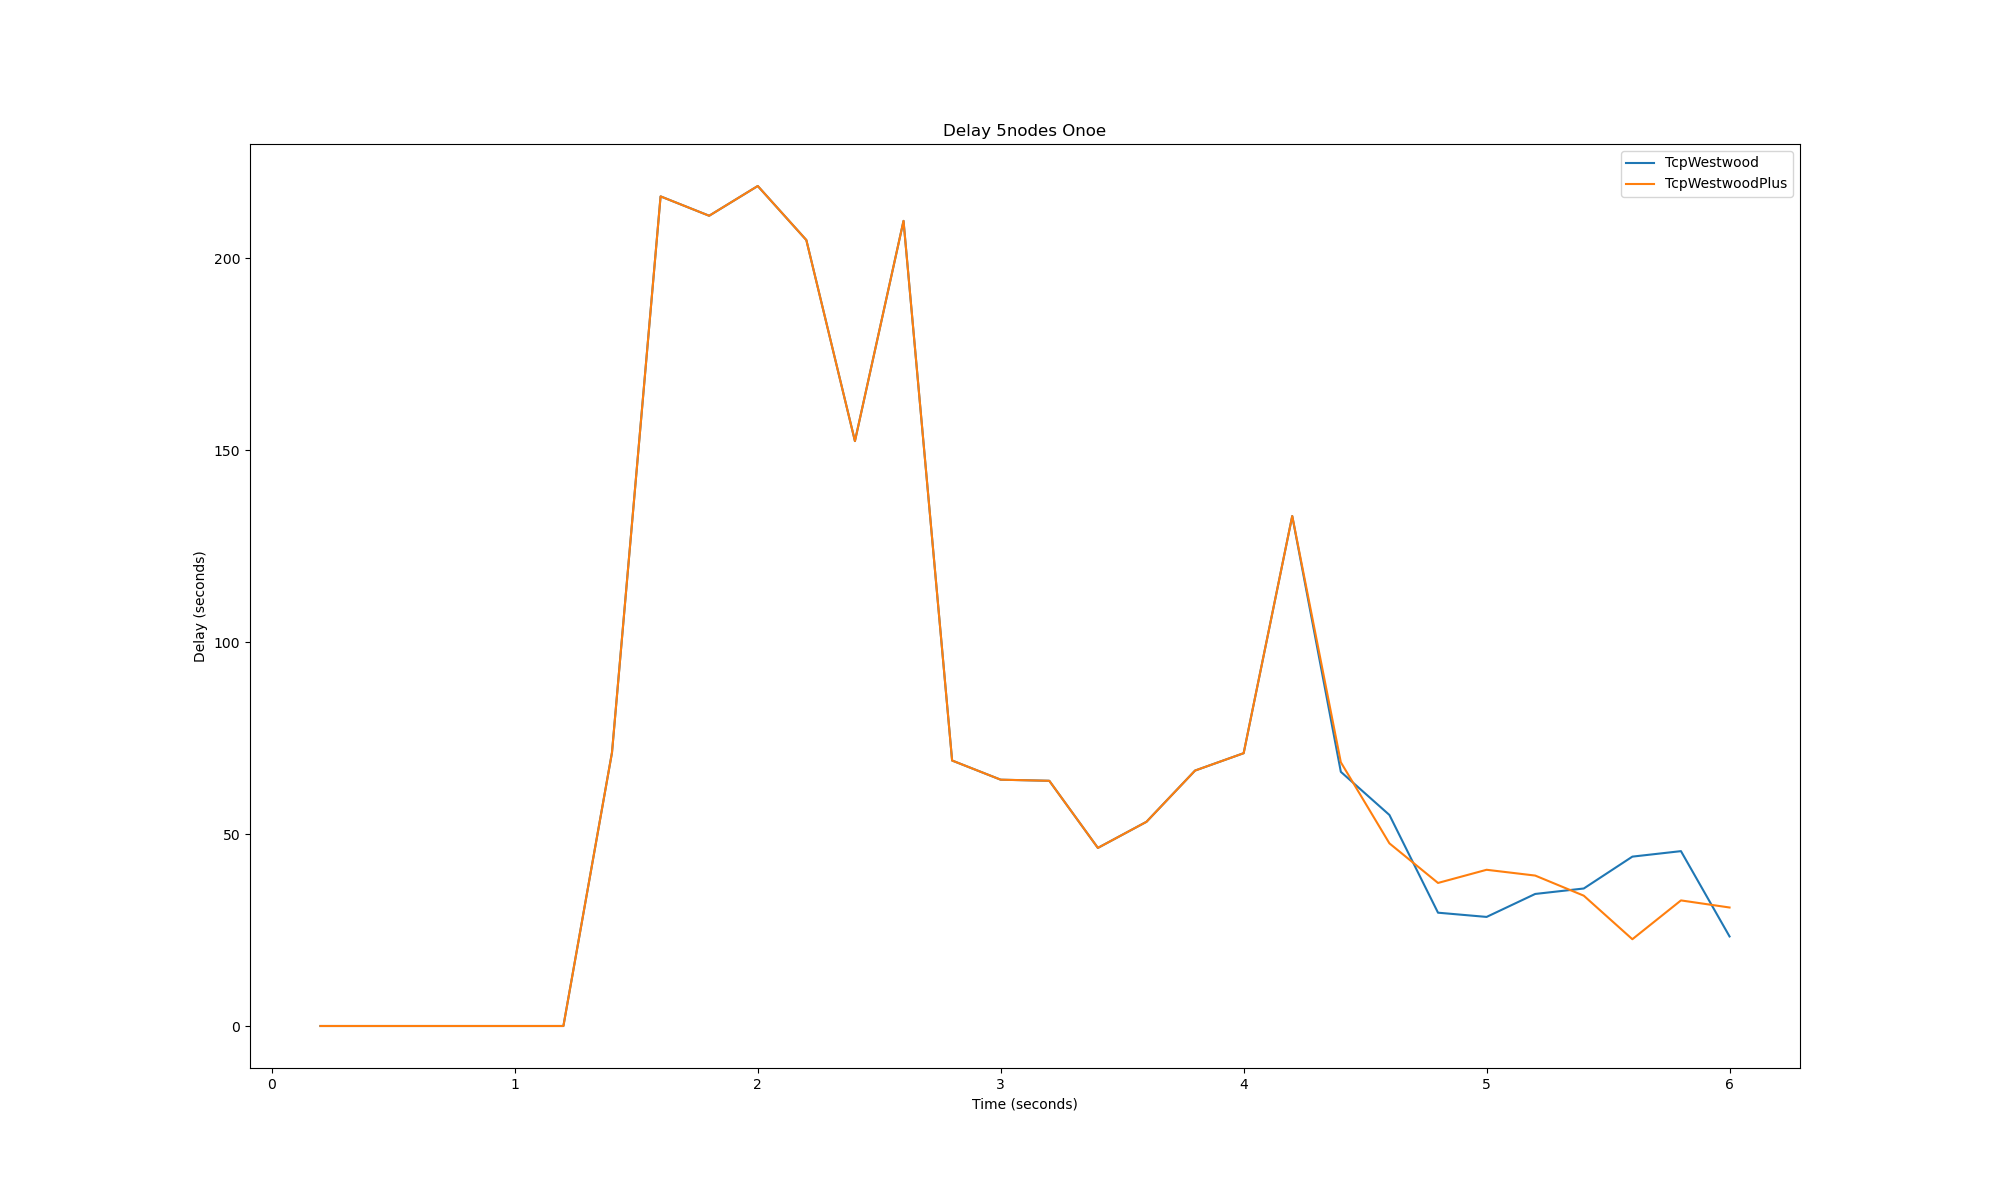 Delay 5nodes Onoe
TcpWestwood
TcpWestwoodPlus
Delay (seconds)
200
150
100
50
0
0 1 2 3 4 5 6
Time (seconds)